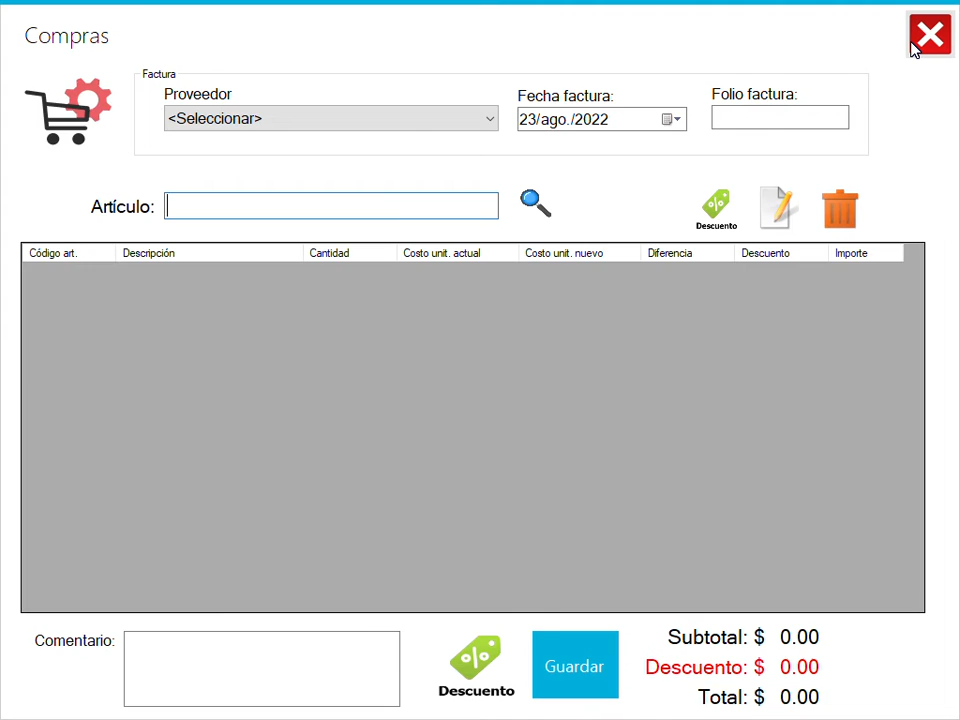 Compras
Factura
Proveedor
Fecha factura:
Folio factura:
<Seleccionar>
23/ago./2022
Artículo:
Descuento
Código art.
Descripción
Cantidad
Costo unit. actual
Costo unit. nuevo
Diferencia
Descuento
Importe
Comentario:
Descuento
Guardar
Subtotal: $ 0.00
Descuento: $ 0.00
Total: $ 0.00